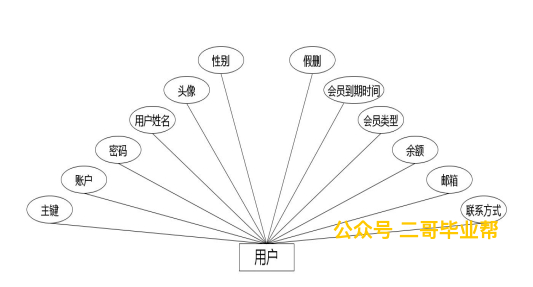 性别
假删
头像
会员到期时间
用户姓名
会员类型
密码
余额
账户
邮箱
主键
联系方式
公众号 二哥毕业帮
用户